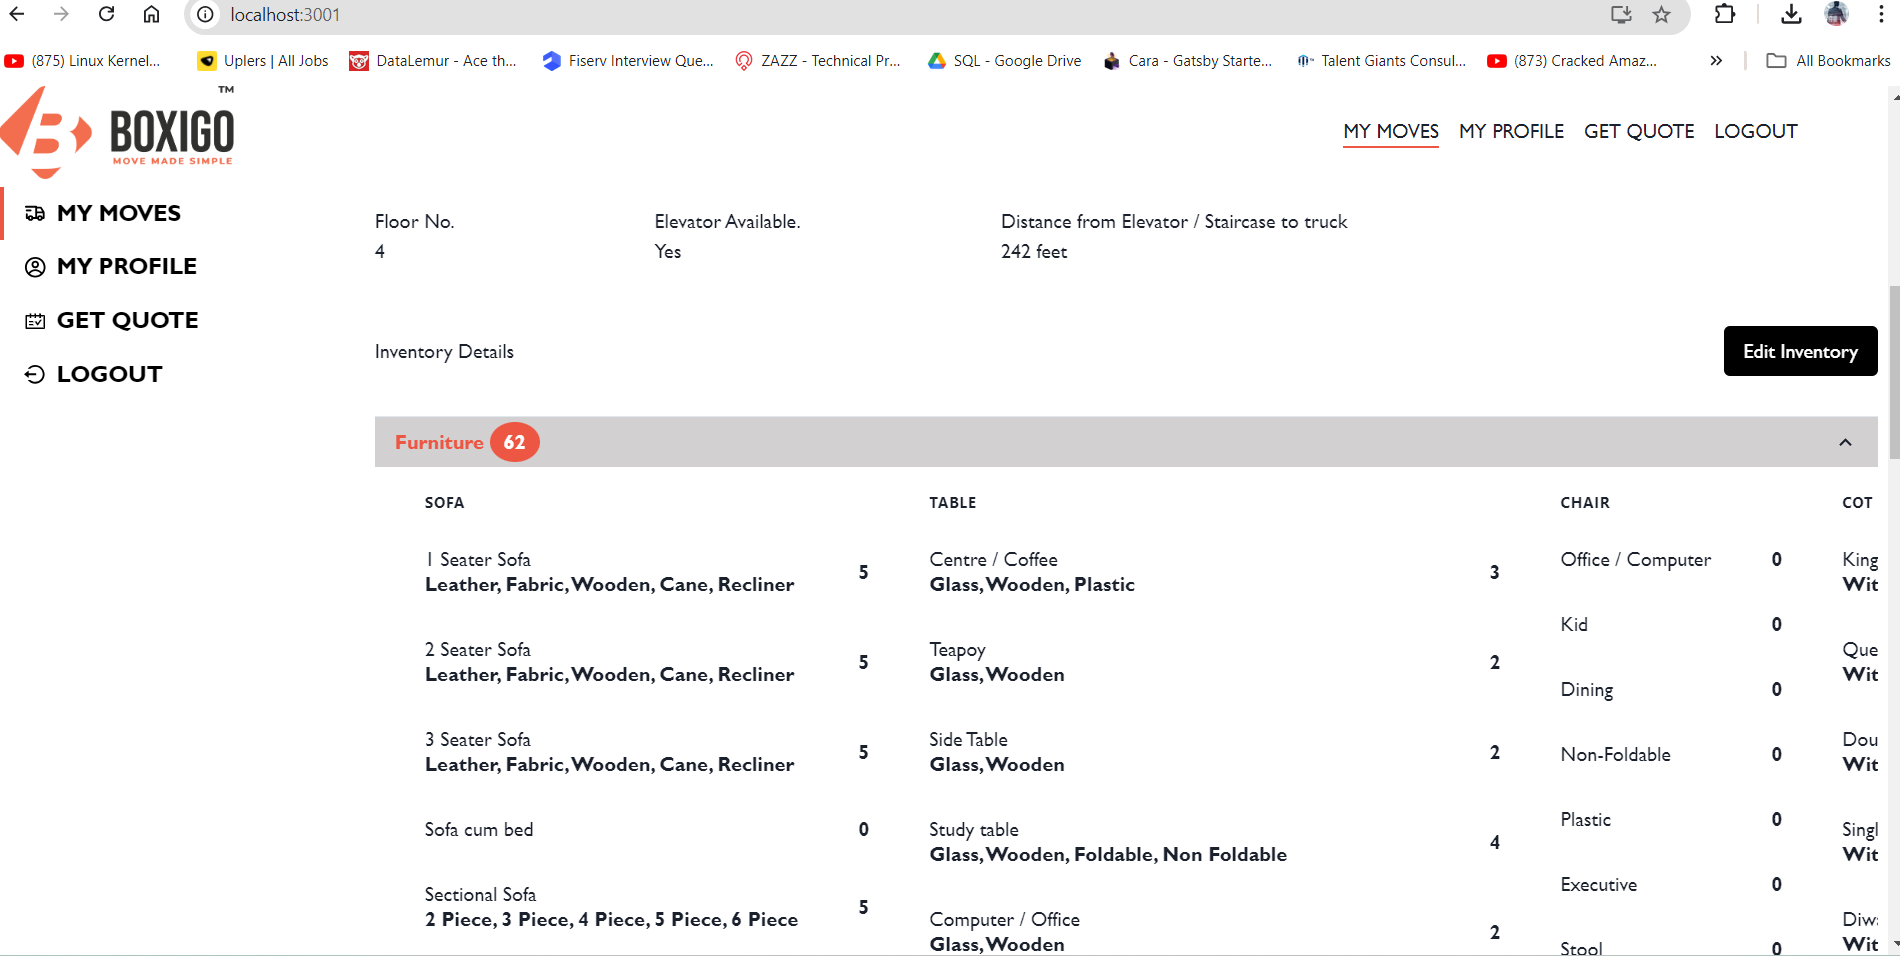 localhost:3001
(875) Linux Kernel... Uplers | All Jobs DataLemur - Ace th... Fiserv Interview Que... ZAZZ - Technical Pr... SQL - Google Drive Cara - Gatsby Starte... Talent Giants Consul... (873) Cracked Amaz... » All Bookmarks
B BOXIGO TM
MOVE MADE SIMPLE
MY MOVES MY PROFILE GET QUOTE LOGOUT
MY MOVES
MY PROFILE
GET QUOTE
LOGOUT
Floor No. Elevator Available. Distance from Elevator / Staircase to truck
4 Yes 242 feet
Inventory Details Edit Inventory
Furniture 62
SOFA TABLE CHAIR COT
1 Seater Sofa
Leather, Fabric, Wooden, Cane, Recliner 5
2 Seater Sofa
Leather, Fabric, Wooden, Cane, Recliner 5
3 Seater Sofa
Leather, Fabric, Wooden, Cane, Recliner 5
Sofa cum bed 0
Sectional Sofa
2 Piece, 3 Piece, 4 Piece, 5 Piece, 6 Piece 5
Centre / Coffee
Glass, Wooden, Plastic 3
Teapoy
Glass, Wooden 2
Side Table
Glass, Wooden 2
Study table
Glass, Wooden, Foldable, Non Foldable 4
Computer / Office
Glass, Wooden 2
Office / Computer 0
Kid 0
Dining 0
Non-Foldable 0
Plastic 0
Executive 0
Stool 0
King
Wit
Que
Wit
Dou
Wit
Singl
Wit
Diw
Wit